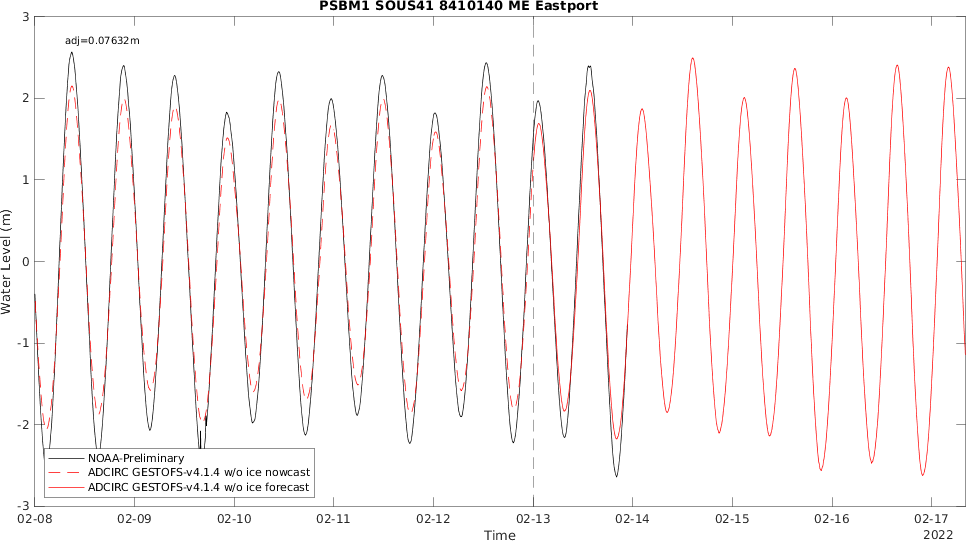 PSBM1 SOUS41 8410140 ME Eastport
adj=0.07632m
3
2
1
0
-1
-2
-3
Water Level (m)
NOAA-Preliminary
ADCIRC GESTOFS-v4.1.4 w/o ice nowcast
ADCIRC GESTOFS-v4.1.4 w/o ice forecast
02-08 02-09 02-10 02-11 02-12 02-13 02-14 02-15 02-16 02-17
Time
2022